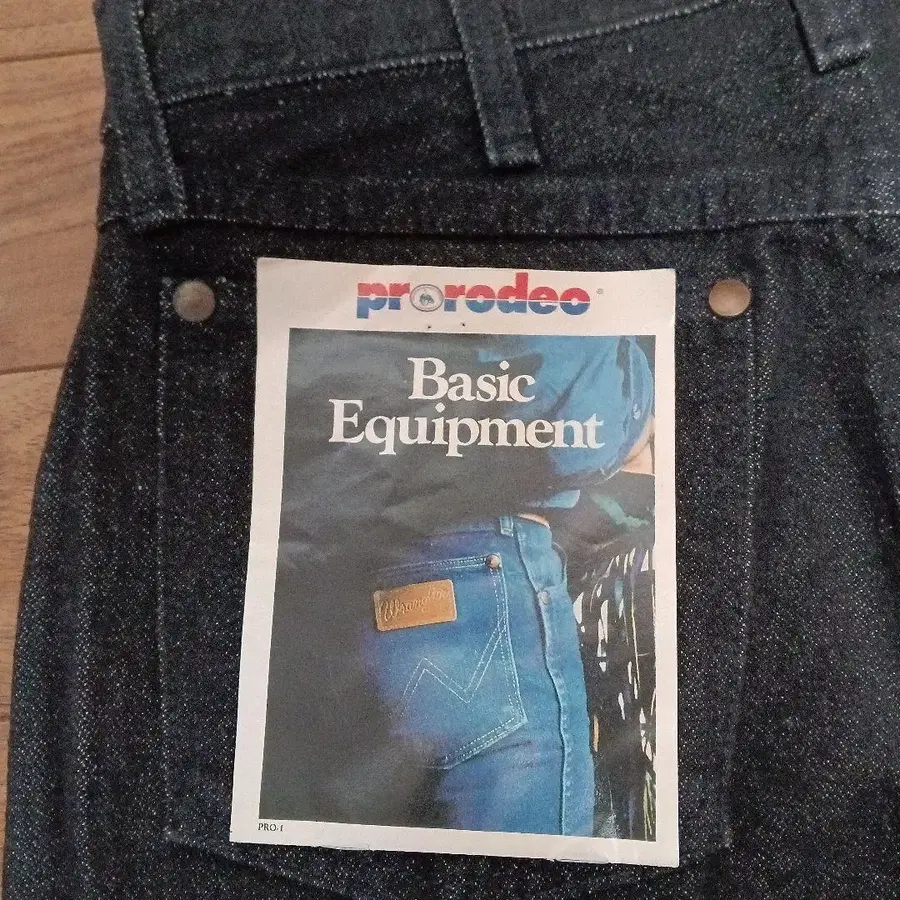 prorodeo®
Basic
Equipment
Wrangler
PRO-1